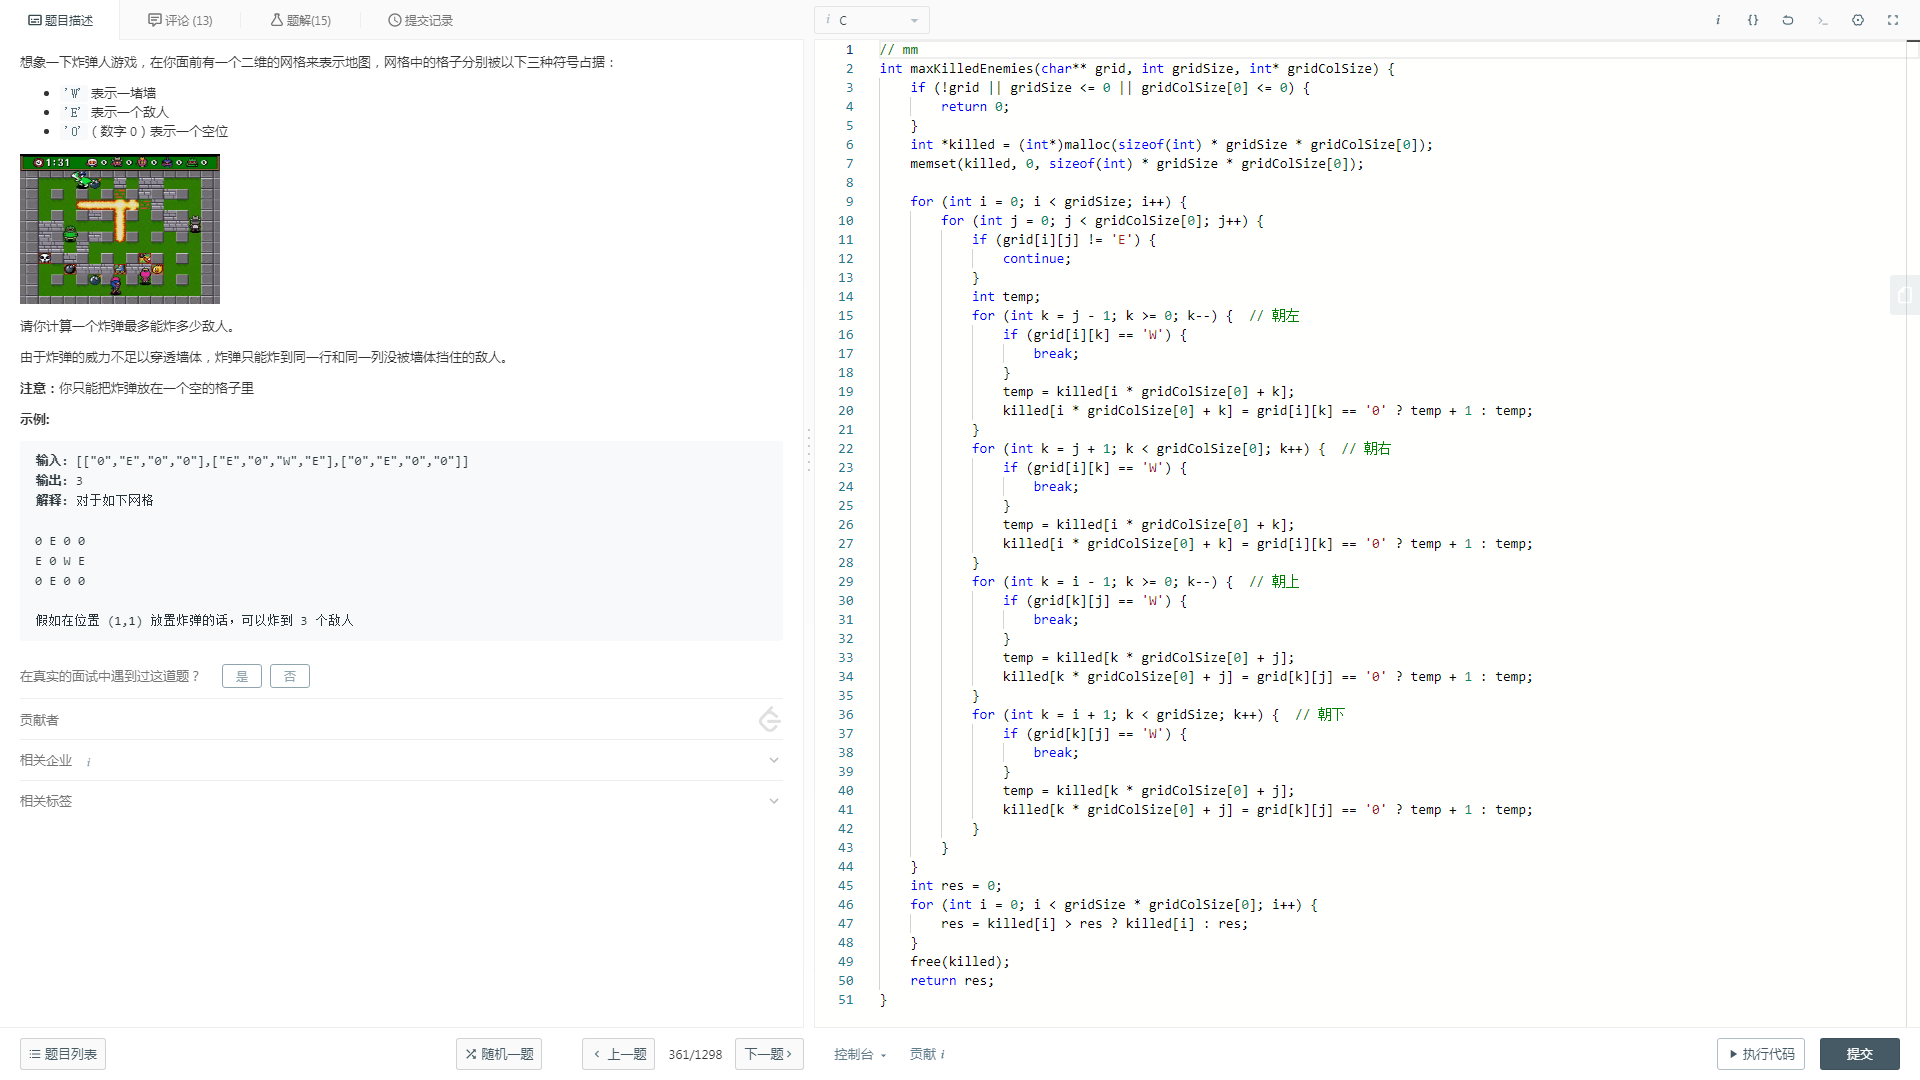 题目描述
评论 (13)
题解(15)
提交记录
i C
想象一下炸弹人游戏，在你面前有一个二维的网格来表示地图，网格中的格子分别被以下三种符号占据：
'W' 表示一堵墙
'E' 表示一个敌人
'0' （数字 0）表示一个空位
1:31
请你计算一个炸弹最多能炸多少敌人。
由于炸弹的威力不足以穿透墙体，炸弹只能炸到同一行和同一列没被墙体挡住的敌人。
注意：你只能把炸弹放在一个空的格子里
示例:
输入: [["0","E","0","0"],["E","0","W","E"],["0","E","0","0"]]
输出: 3
解释: 对于如下网格
0 E 0 0
E 0 W E
0 E 0 0
假如在位置 (1,1) 放置炸弹的话，可以炸到 3 个敌人
在真实的面试中遇到过这道题？ 是 否
贡献者
相关企业 i
相关标签
题目列表
随机一题
上一题
361/1298
下一题
1 // mm
2 int maxKilledEnemies(char** grid, int gridSize, int* gridColSize) {
3 if (!grid || gridSize <= 0 || gridColSize[0] <= 0) {
4 return 0;
5 }
6 int *killed = (int*)malloc(sizeof(int) * gridSize * gridColSize[0]);
7 memset(killed, 0, sizeof(int) * gridSize * gridColSize[0]);
8
9 for (int i = 0; i < gridSize; i++) {
10 for (int j = 0; j < gridColSize[0]; j++) {
11 if (grid[i][j] != 'E') {
12 continue;
13 }
14 int temp;
15 for (int k = j - 1; k >= 0; k--) { // 朝左
16 if (grid[i][k] == 'W') {
17 break;
18 }
19 temp = killed[i * gridColSize[0] + k];
20 killed[i * gridColSize[0] + k] = grid[i][k] == '0' ? temp + 1 : temp;
21 }
22 for (int k = j + 1; k < gridColSize[0]; k++) { // 朝右
23 if (grid[i][k] == 'W') {
24 break;
25 }
26 temp = killed[i * gridColSize[0] + k];
27 killed[i * gridColSize[0] + k] = grid[i][k] == '0' ? temp + 1 : temp;
28 }
29 for (int k = i - 1; k >= 0; k--) { // 朝上
30 if (grid[k][j] == 'W') {
31 break;
32 }
33 temp = killed[k * gridColSize[0] + j];
34 killed[k * gridColSize[0] + j] = grid[k][j] == '0' ? temp + 1 : temp;
35 }
36 for (int k = i + 1; k < gridSize; k++) { // 朝下
37 if (grid[k][j] == 'W') {
38 break;
39 }
40 temp = killed[k * gridColSize[0] + j];
41 killed[k * gridColSize[0] + j] = grid[k][j] == '0' ? temp + 1 : temp;
42 }
43 }
44 }
45 int res = 0;
46 for (int i = 0; i < gridSize * gridColSize[0]; i++) {
47 res = killed[i] > res ? killed[i] : res;
48 }
49 free(killed);
50 return res;
51 }
控制台
贡献 i
执行代码
提交